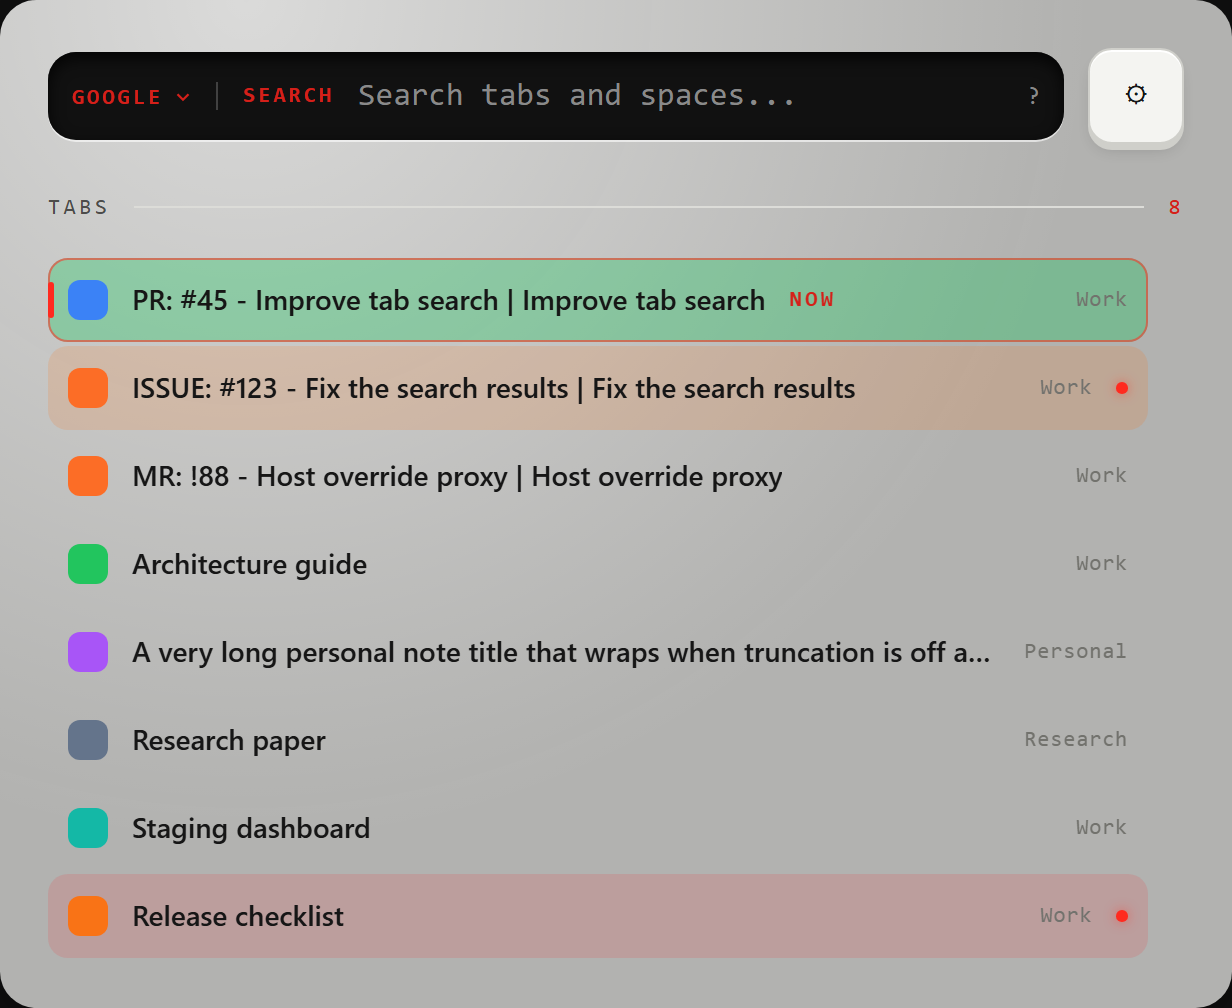 GOOGLE SEARCH Search tabs and spaces... ?
TABS 8
PR: #45 - Improve tab search | Improve tab search NOW Work
ISSUE: #123 - Fix the search results | Fix the search results Work
MR: !88 - Host override proxy | Host override proxy Work
Architecture guide Work
A very long personal note title that wraps when truncation is off a... Personal
Research paper Research
Staging dashboard Work
Release checklist Work